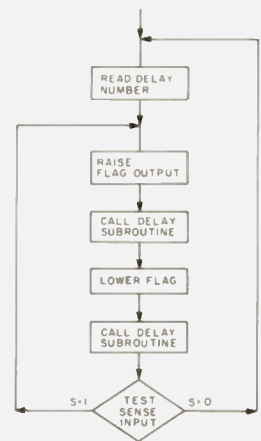 READ DELAY
NUMBER
RAISE
FLAG OUTPUT
CALL DELAY
SUBROUTINE
LOWER FLAG
CALL DELAY
SUBROUTINE
S=1
TEST
SENSE
INPUT
S=0